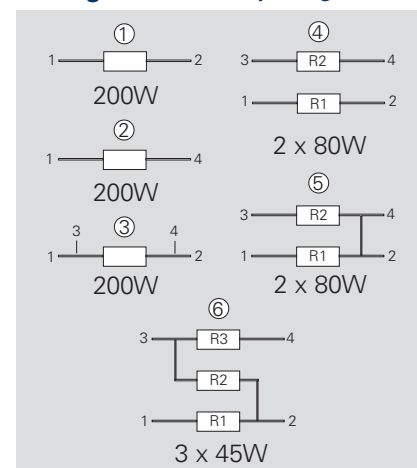 ①
1 2
200W
②
1 4
200W
③
3 4
1 2
200W
④
3 R2 4
1 R1 2
2 x 80W
⑤
3 R2 4
1 R1 2
2 x 80W
⑥
3 R3 4
R2
1 R1 2
3 x 45W